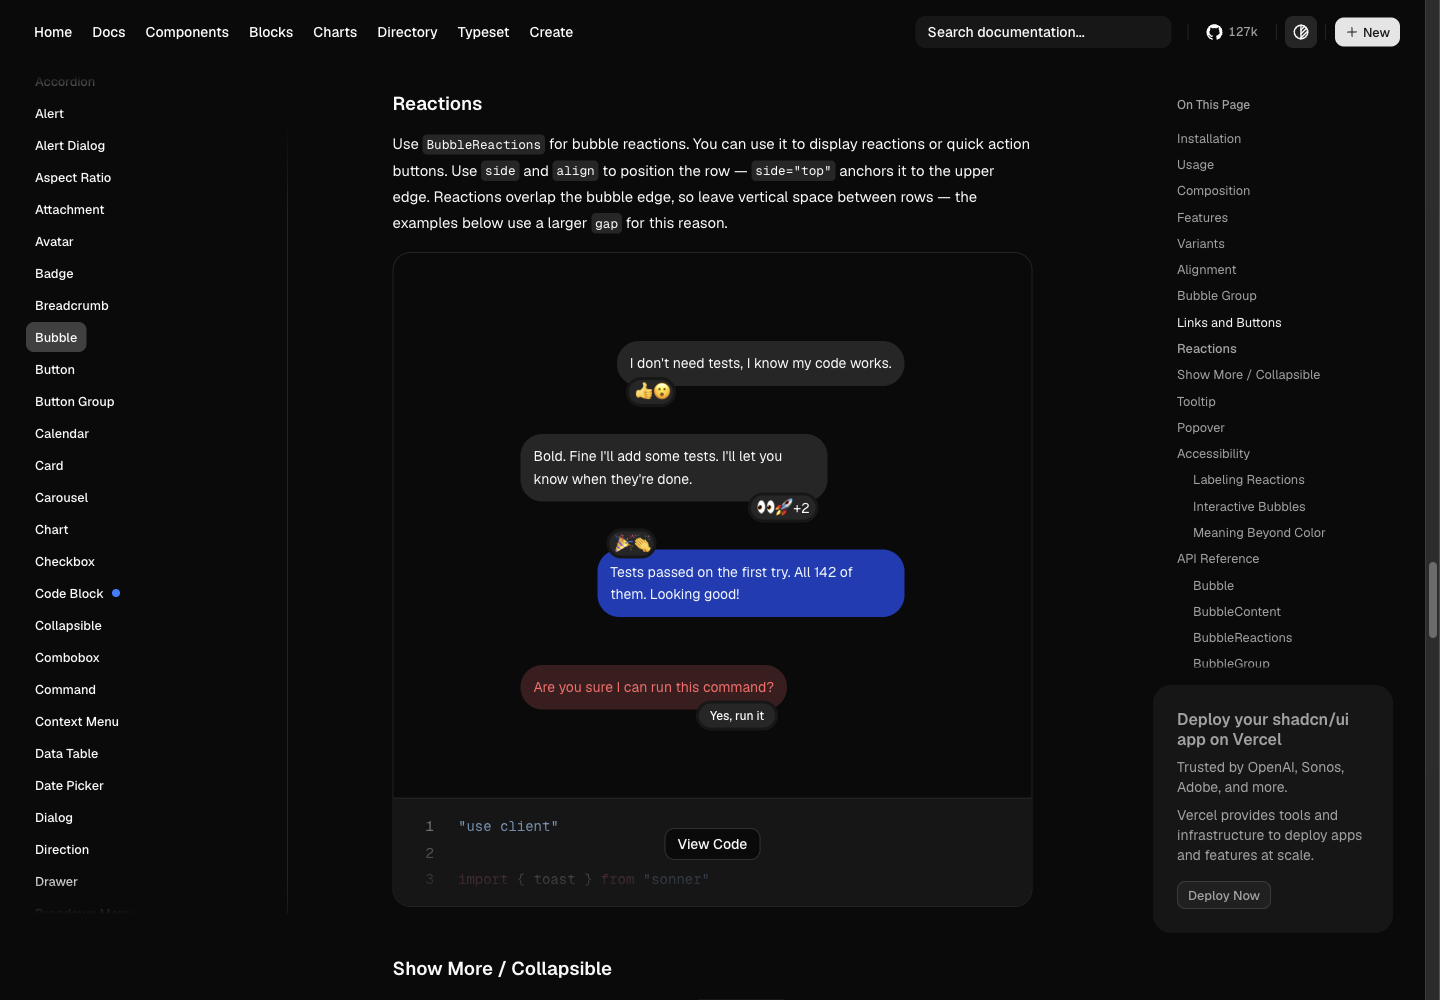 Home Docs Components Blocks Charts Directory Typeset Create
Search documentation... 127k New
Accordion
Alert
Alert Dialog
Aspect Ratio
Attachment
Avatar
Badge
Breadcrumb
Bubble
Button
Button Group
Calendar
Card
Carousel
Chart
Checkbox
Code Block
Collapsible
Combobox
Command
Context Menu
Data Table
Date Picker
Dialog
Direction
Drawer
Dropdown Menu
Reactions
Use BubbleReactions for bubble reactions. You can use it to display reactions or quick action
buttons. Use side and align to position the row — side="top" anchors it to the upper
edge. Reactions overlap the bubble edge, so leave vertical space between rows — the
examples below use a larger gap for this reason.
I don't need tests, I know my code works.
👍😮
Bold. Fine I'll add some tests. I'll let you
know when they're done.
👀🚀+2
🎉👏
Tests passed on the first try. All 142 of
them. Looking good!
Are you sure I can run this command?
Yes, run it
1 "use client"
2
3 import { toast } from "sonner"
View Code
Show More / Collapsible
On This Page
Installation
Usage
Composition
Features
Variants
Alignment
Bubble Group
Links and Buttons
Reactions
Show More / Collapsible
Tooltip
Popover
Accessibility
Labeling Reactions
Interactive Bubbles
Meaning Beyond Color
API Reference
Bubble
BubbleContent
BubbleReactions
BubbleGroup
Deploy your shadcn/ui
app on Vercel
Trusted by OpenAI, Sonos,
Adobe, and more.
Vercel provides tools and
infrastructure to deploy apps
and features at scale.
Deploy Now